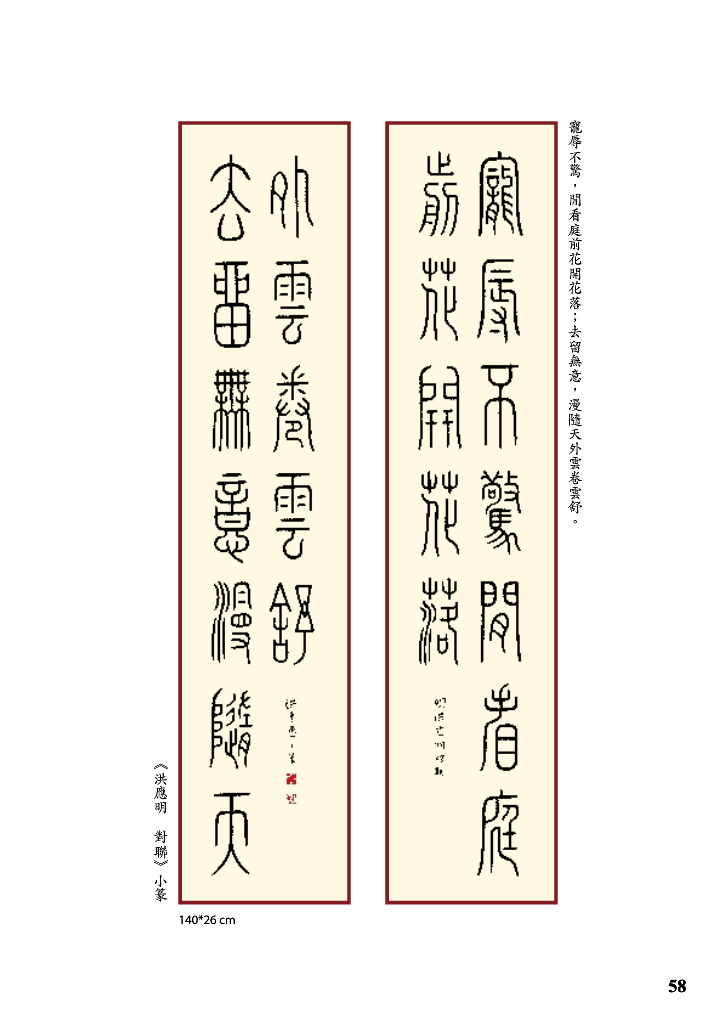 寵辱不驚，閒看庭前花開花落；去留無意，漫隨天外雲卷雲舒。
寵辱不驚閒看庭
前花開花落
去留無意漫隨天
外雲卷雲舒
《洪應明　對聯》小篆
140*26 cm
58